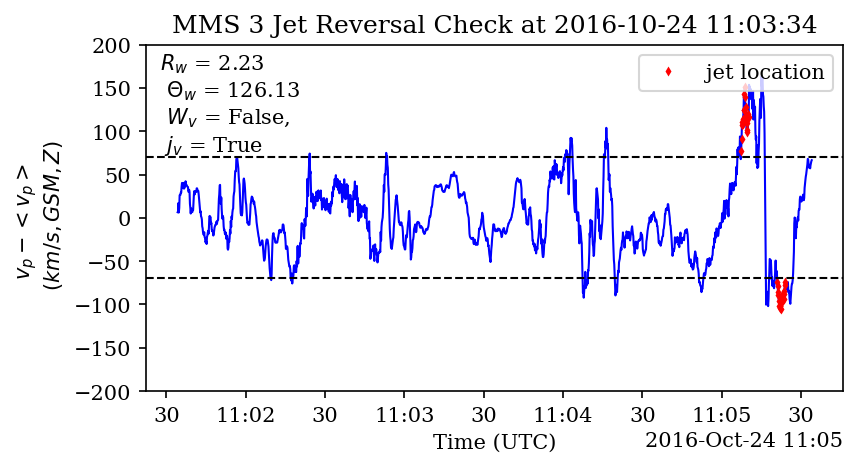 MMS 3 Jet Reversal Check at 2016-10-24 11:03:34
R_w = 2.23
Θ_w = 126.13
W_v = False,
j_v = True
jet location
200
150
100
50
0
−50
−100
−150
−200
v_p − < v_p >
(km/s, GSM, Z)
30 11:02 30 11:03 30 11:04 30 11:05 30
Time (UTC)
2016-Oct-24 11:05